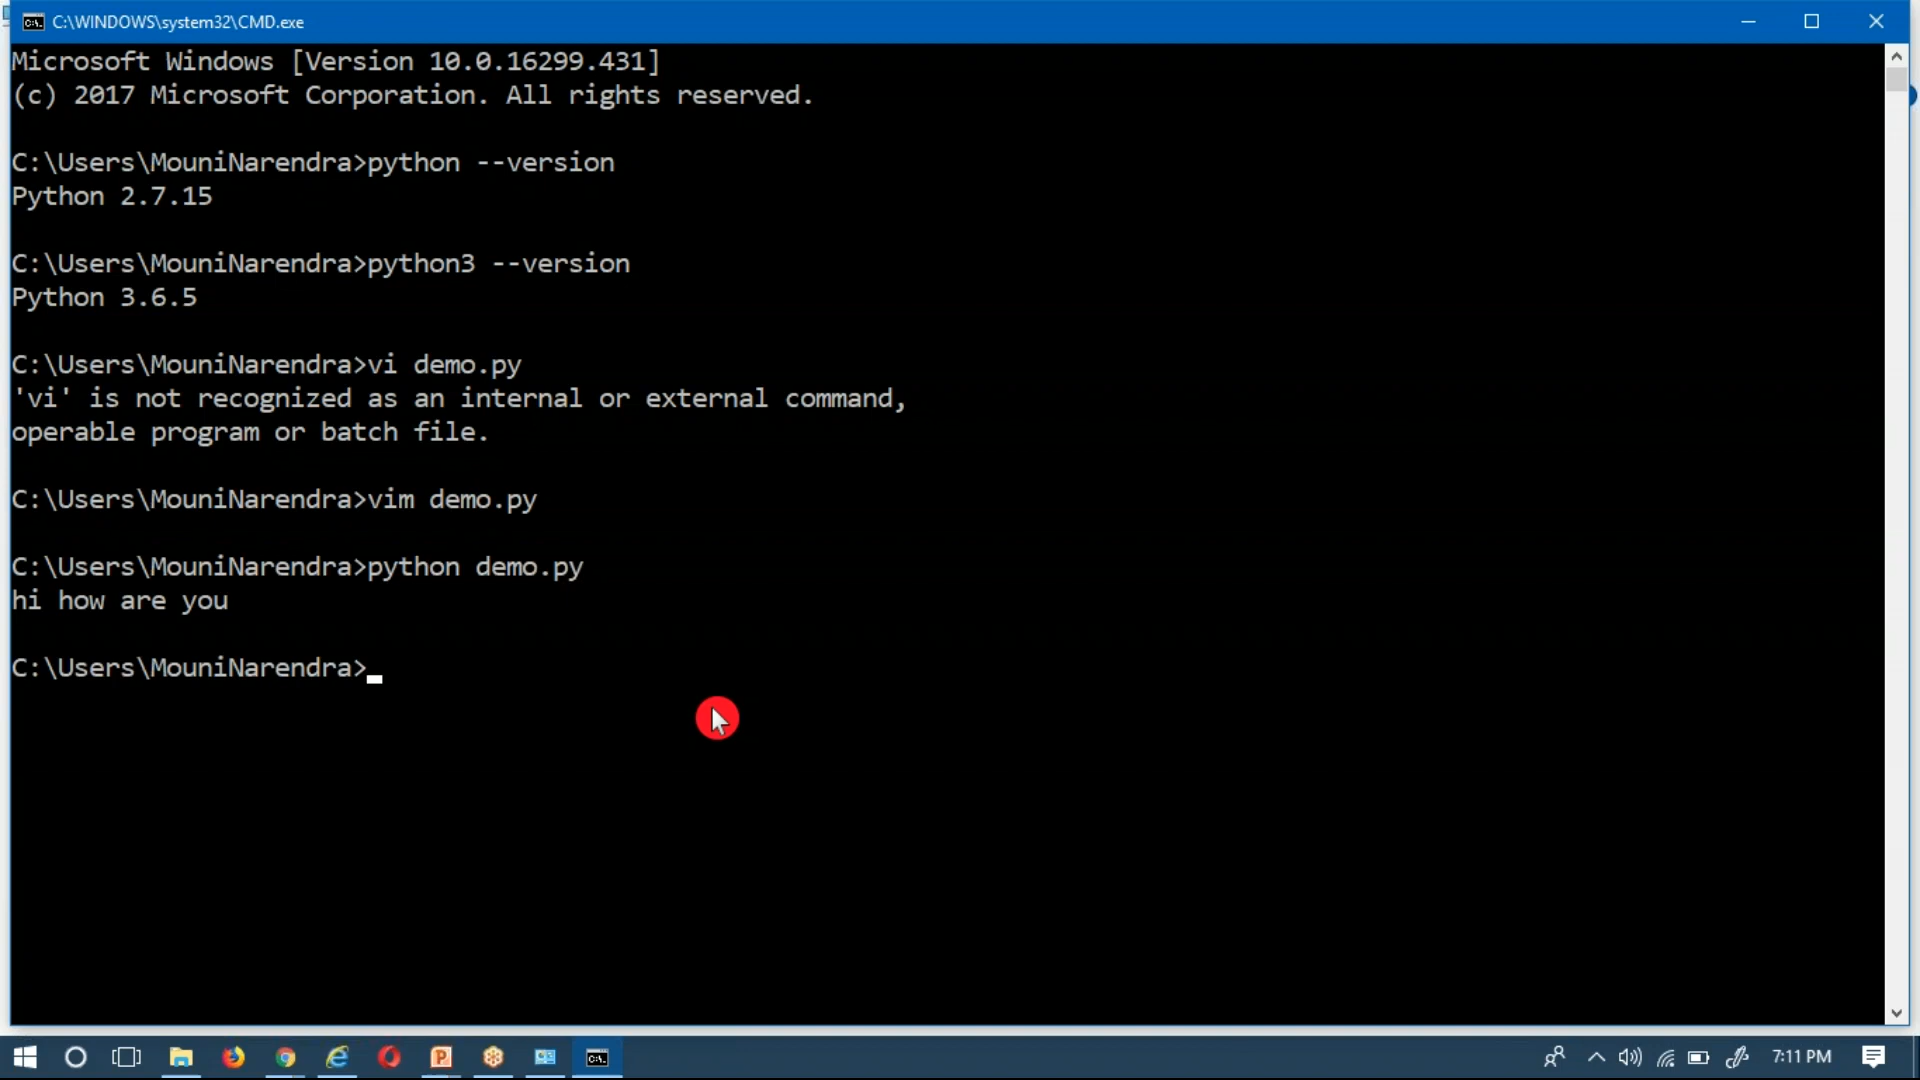 C:\WINDOWS\system32\CMD.exe
Microsoft Windows [Version 10.0.16299.431]
(c) 2017 Microsoft Corporation. All rights reserved.
C:\Users\MouniNarendra>python --version
Python 2.7.15
C:\Users\MouniNarendra>python3 --version
Python 3.6.5
C:\Users\MouniNarendra>vi demo.py
'vi' is not recognized as an internal or external command,
operable program or batch file.
C:\Users\MouniNarendra>vim demo.py
C:\Users\MouniNarendra>python demo.py
hi how are you
C:\Users\MouniNarendra>
7:11 PM